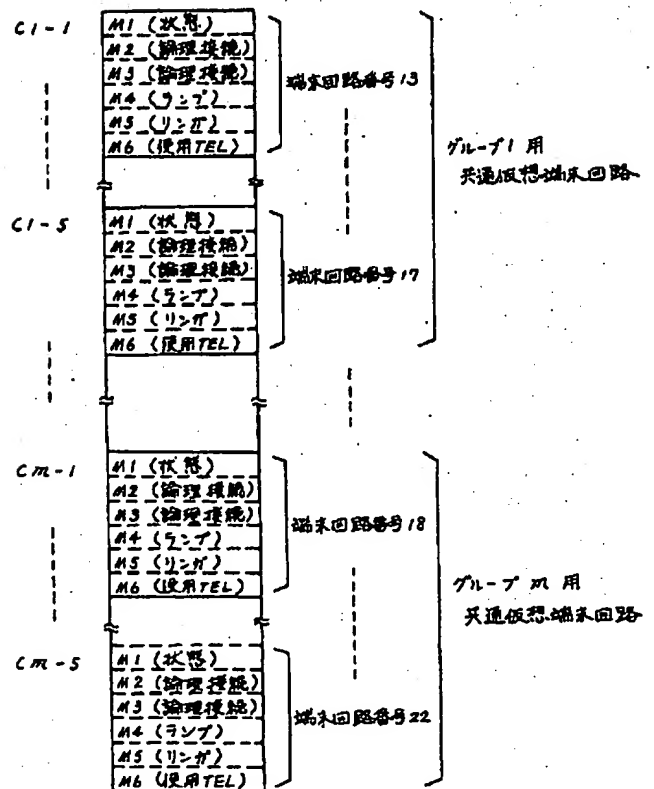 C1-1
M1 (状態)
M2 (論理接続)
M3 (論理接続)
M4 (ランプ)
M5 (リンガ)
M6 (使用TEL)
端末回路番号13
グループ1用
共通仮想端末回路
C1-5
M1 (状態)
M2 (論理接続)
M3 (論理接続)
M4 (ランプ)
M5 (リンガ)
M6 (使用TEL)
端末回路番号17
Cm-1
M1 (状態)
M2 (論理接続)
M3 (論理接続)
M4 (ランプ)
M5 (リンガ)
M6 (使用TEL)
端末回路番号18
グループm用
共通仮想端末回路
Cm-5
M1 (状態)
M2 (論理接続)
M3 (論理接続)
M4 (ランプ)
M5 (リンガ)
M6 (使用TEL)
端末回路番号22